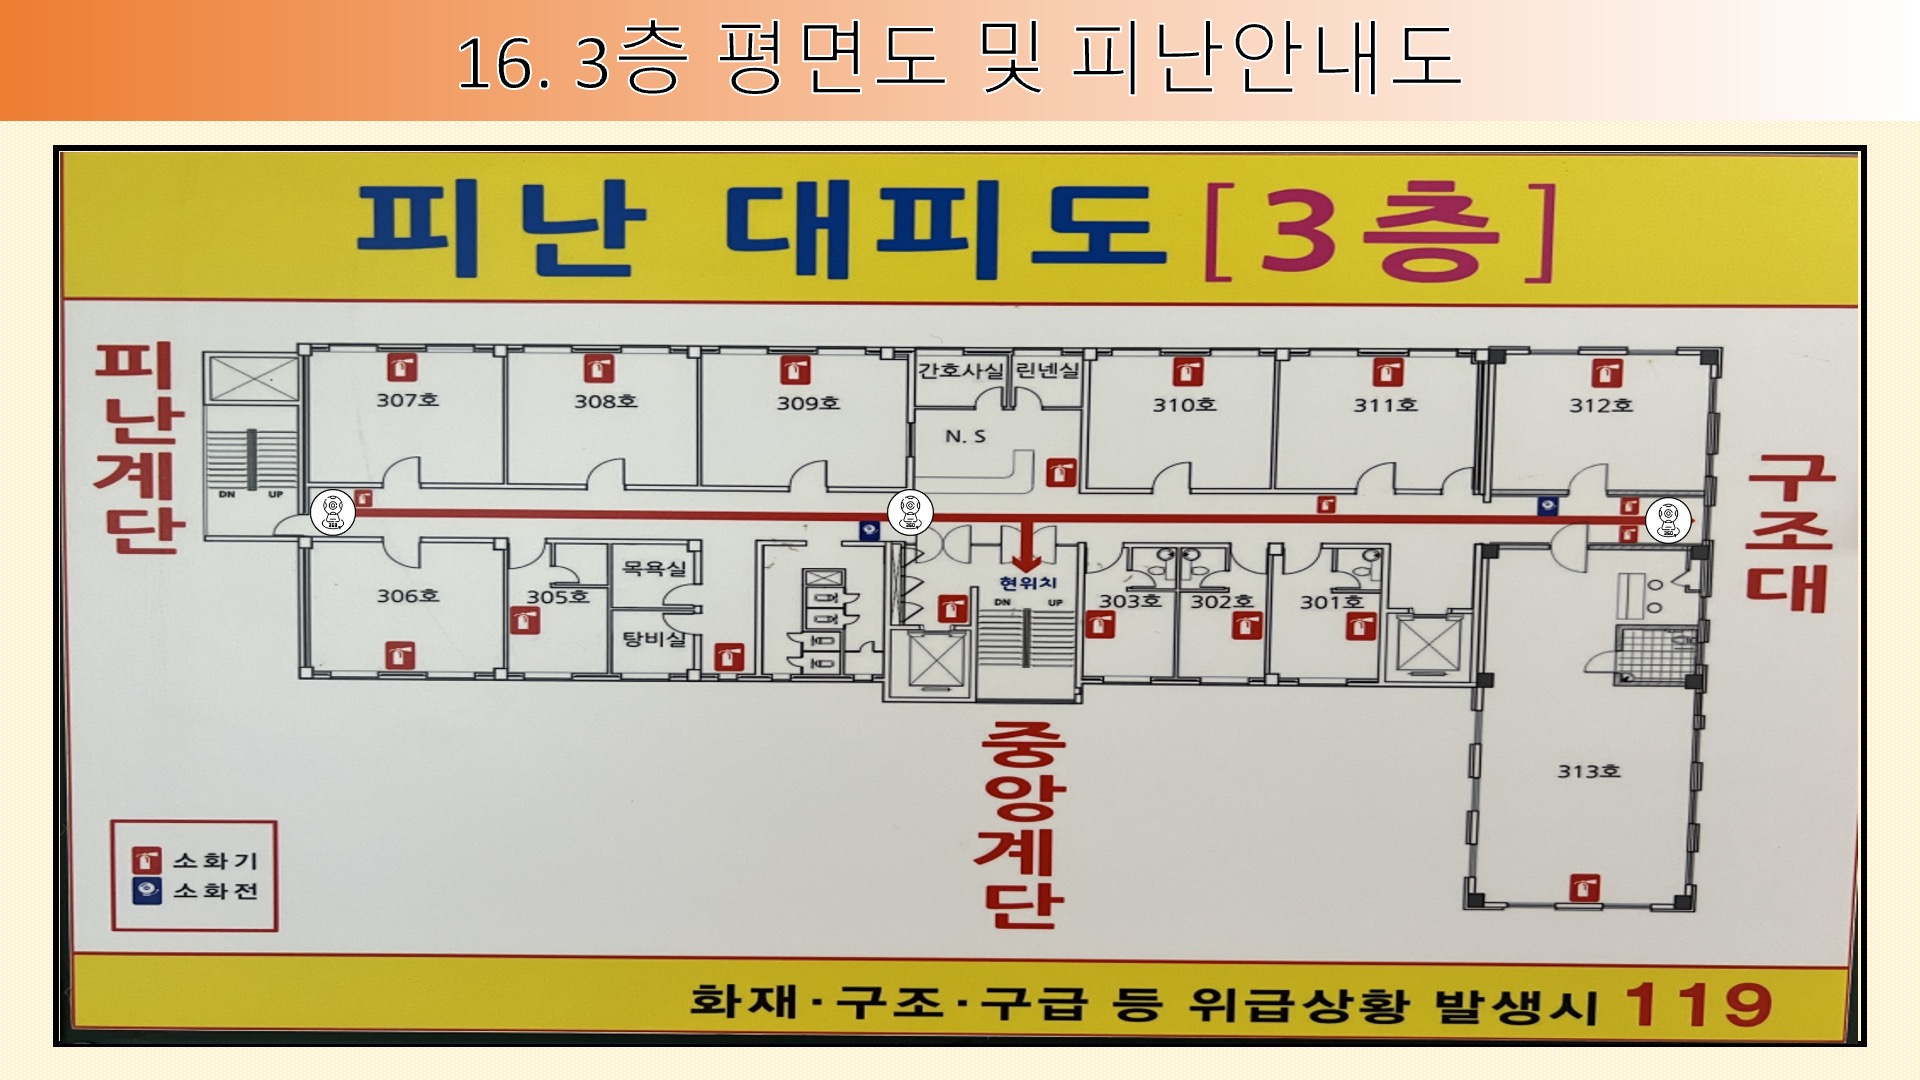 16. 3층 평면도 및 피난안내도
피난 대피도[3층]
피난계단
307호
308호
309호
간호사실
린넨실
N. S
310호
311호
312호
구조대
DN
UP
306호
305호
목욕실
탕비실
현위치
DN
UP
303호
302호
301호
313호
중앙계단
소화기
소화전
화재·구조·구급 등 위급상황 발생시 119